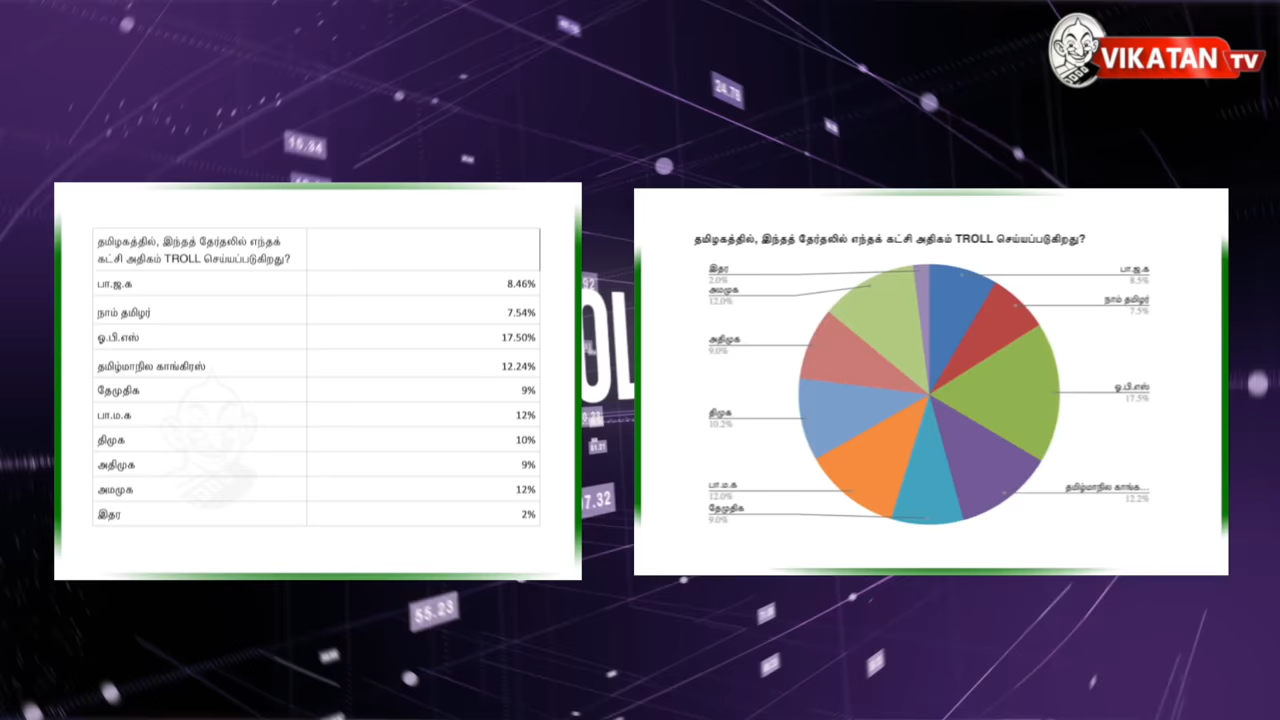 VIKATAN TV
24.79
16.34
தமிழகத்தில், இந்தத் தேர்தலில் எந்தக்
கட்சி அதிகம் TROLL செய்யப்படுகிறது?
பா.ஜ.க 8.46%
நாம் தமிழர் 7.54%
ஓ.பி.எஸ் 17.50%
தமிழ்மாநில காங்கிரஸ் 12.24%
தேமுதிக 9%
பா.ம.க 12%
திமுக 10%
அதிமுக 9%
அமமுக 12%
இதர 2%
OL
7.32
தமிழகத்தில், இந்தத் தேர்தலில் எந்தக் கட்சி அதிகம் TROLL செய்யப்படுகிறது?
இதர
2.0%
அமமுக
12.0%
அதிமுக
9.0%
திமுக
10.2%
பா.ம.க
12.0%
தேமுதிக
9.0%
பா.ஜ.க
8.5%
நாம் தமிழர்
7.5%
ஓ.பி.எஸ்
17.5%
தமிழ்மாநில காங்க...
12.2%
55.23